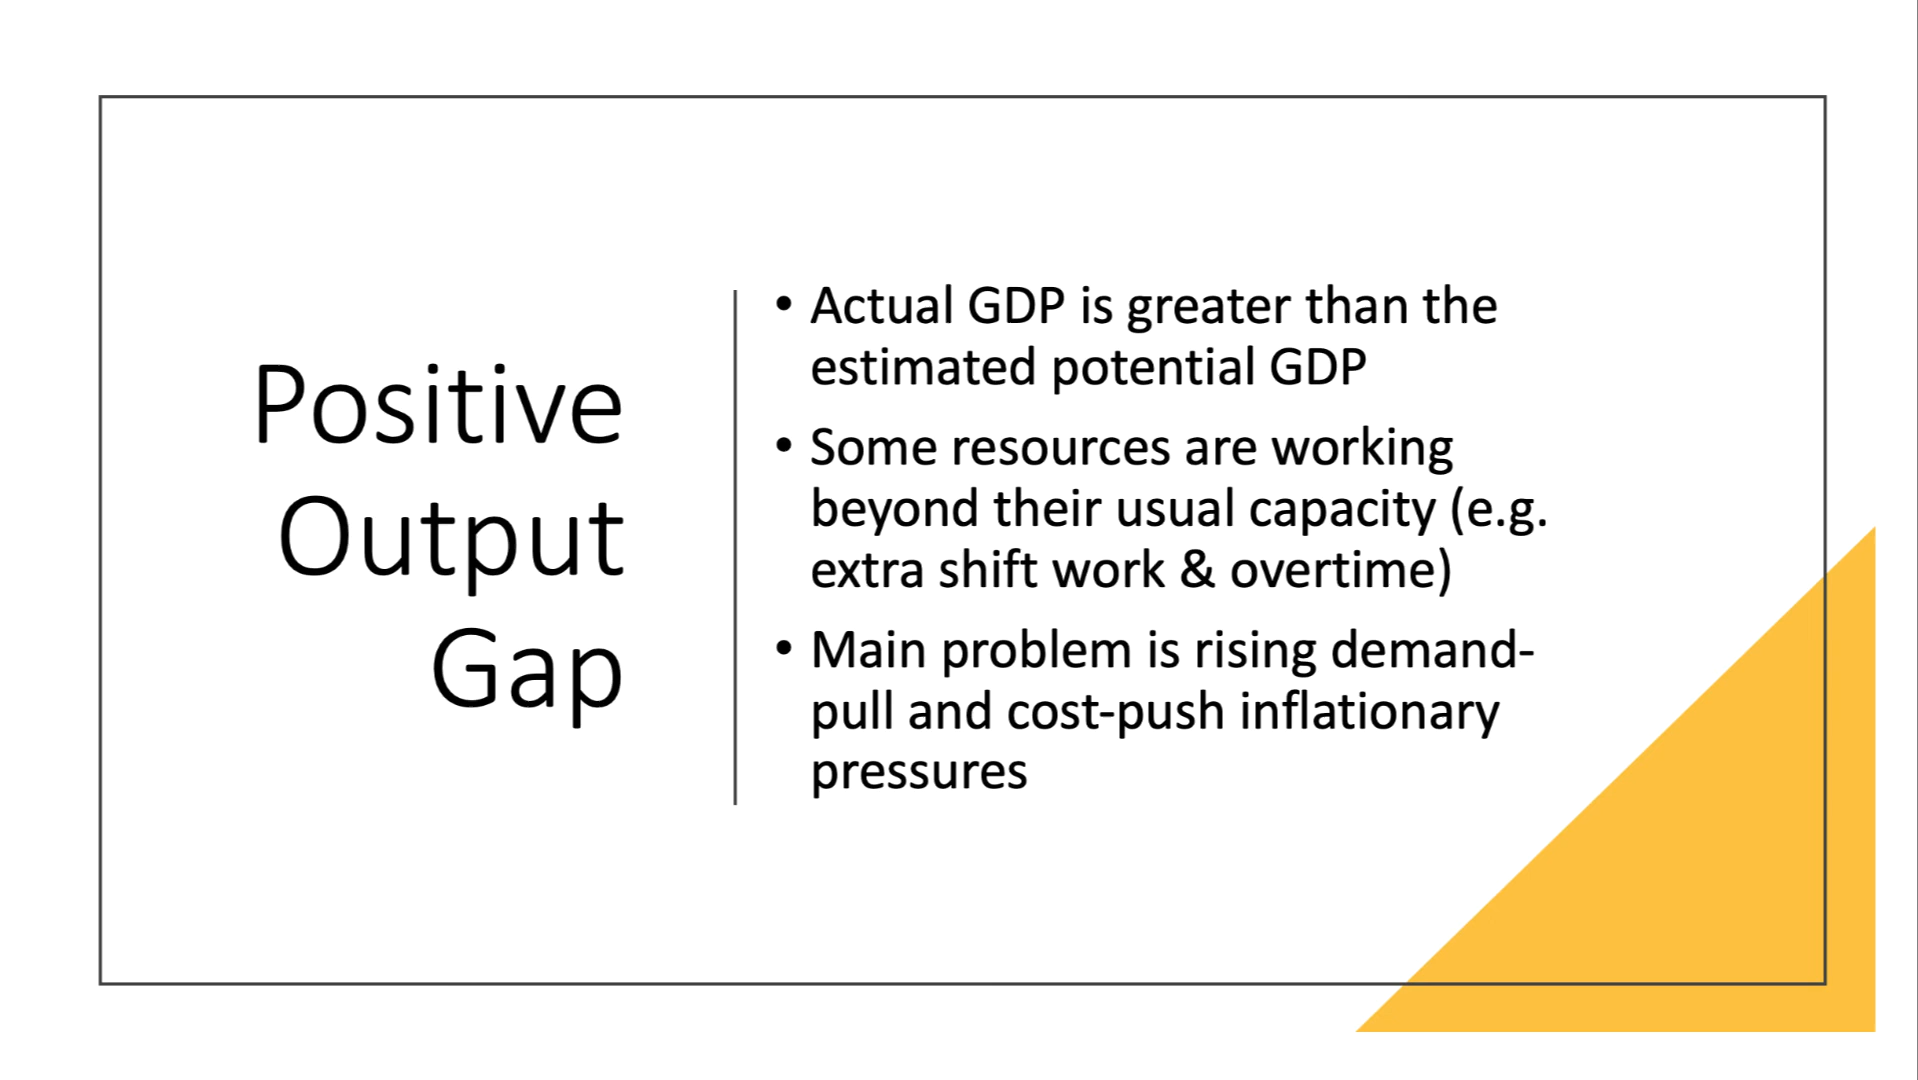 Positive
Output
Gap
• Actual GDP is greater than the
estimated potential GDP
• Some resources are working
beyond their usual capacity (e.g.
extra shift work & overtime)
• Main problem is rising demand-
pull and cost-push inflationary
pressures